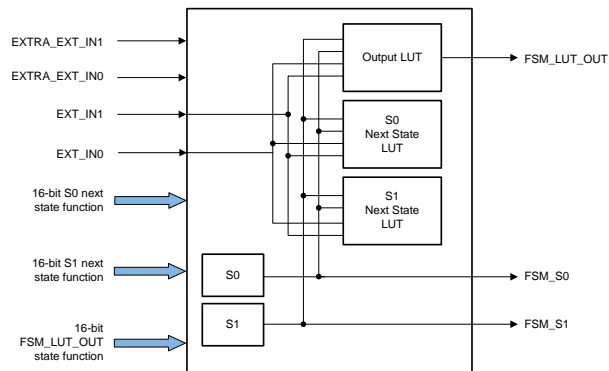 EXTRA_EXT_IN1
EXTRA_EXT_IN0
EXT_IN1
EXT_IN0
16-bit S0 next
state function
16-bit S1 next
state function
16-bit
FSM_LUT_OUT
state function
Output LUT
S0
Next State
LUT
S1
Next State
LUT
S0
S1
FSM_LUT_OUT
FSM_S0
FSM_S1